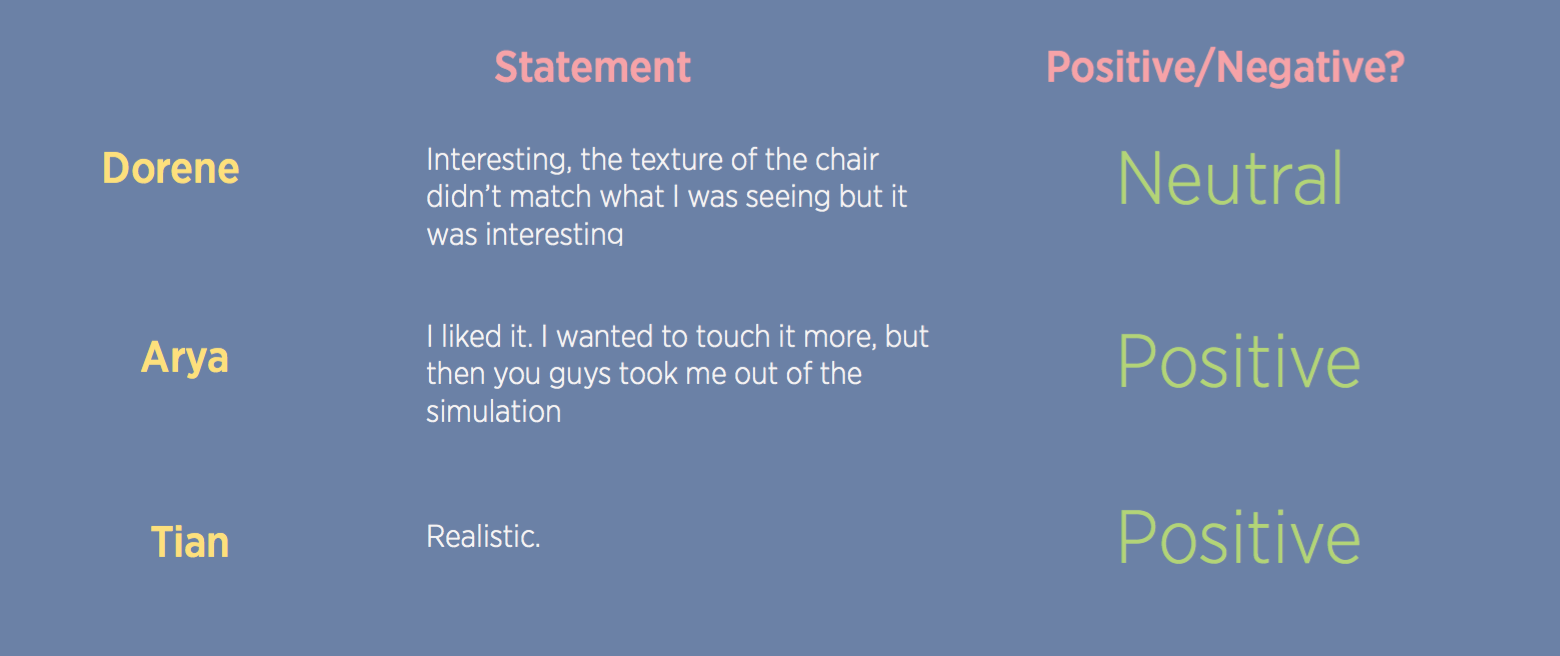 Statement Positive/Negative?
Dorene
Interesting, the texture of the chair
didn’t match what I was seeing but it
was interesting
Neutral
Arya
I liked it. I wanted to touch it more, but
then you guys took me out of the
simulation
Positive
Tian
Realistic.
Positive